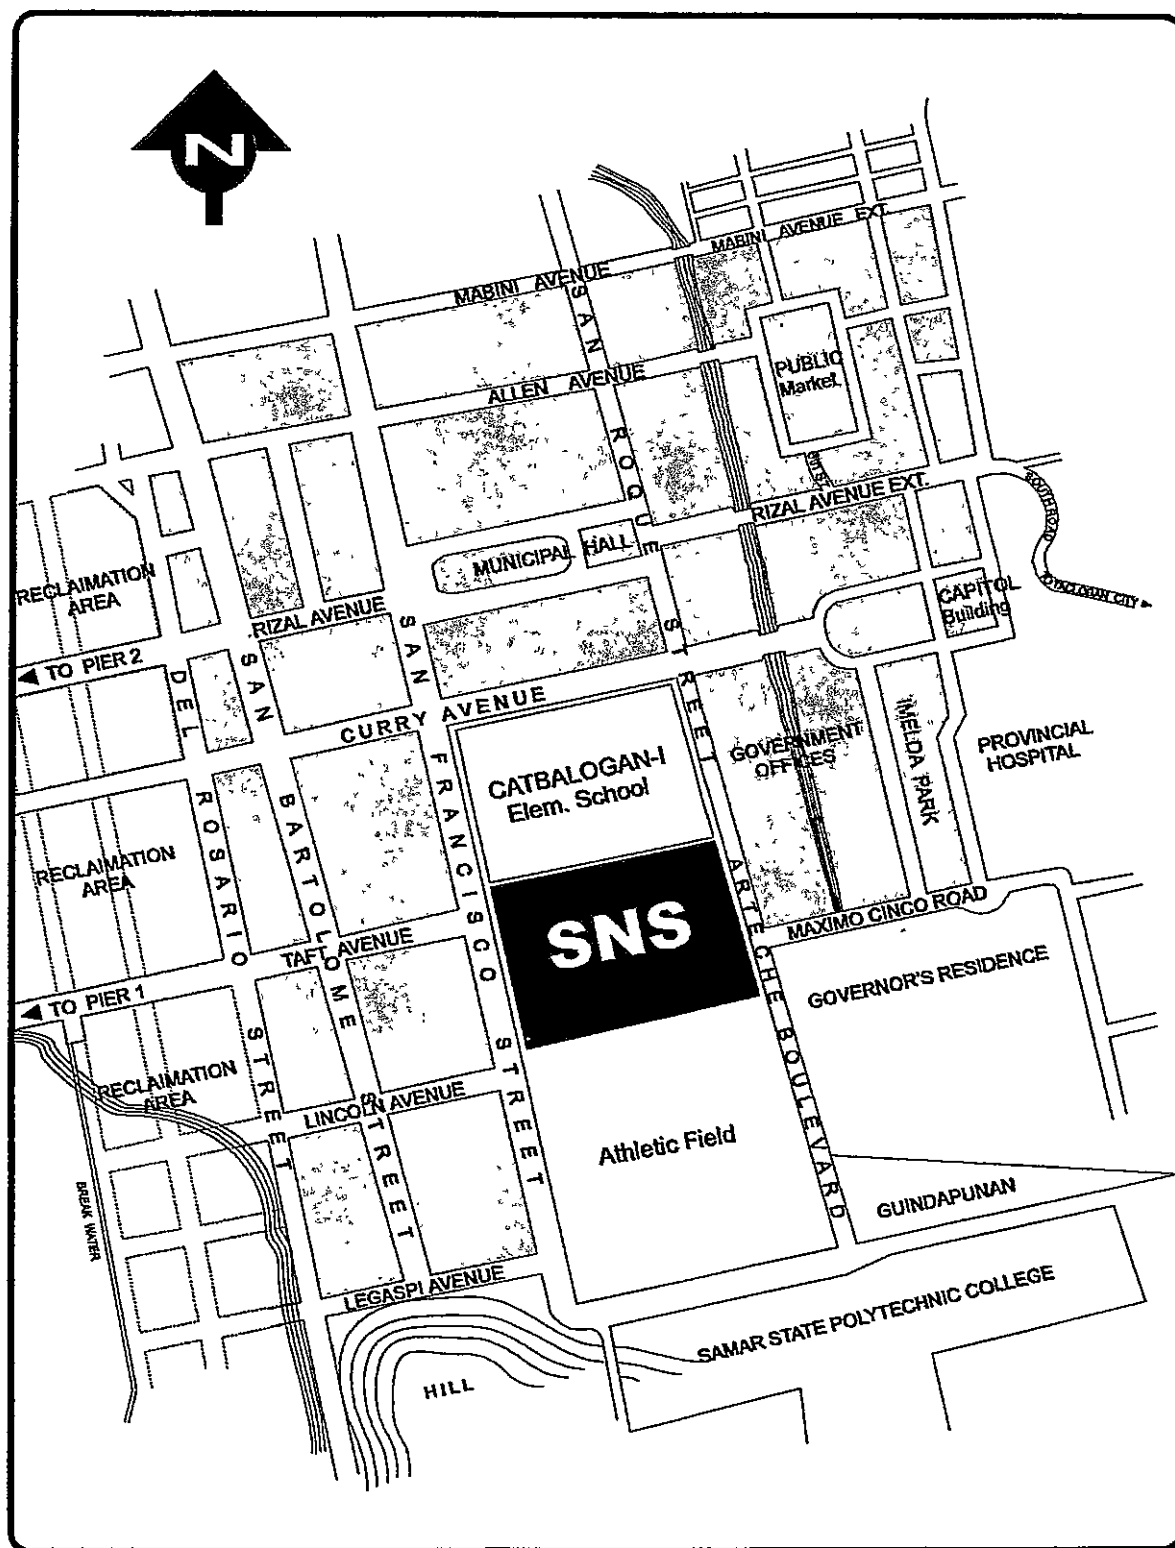 N
MABINI AVENUE EXT.
MABINI AVENUE
SAN ROQUE STREET
ALLEN AVENUE
PUBLIC
Market
RIZAL AVENUE EXT.
SOUTH ROAD
MUNICIPAL HALL
RECLAIMATION
AREA
CAPITOL
Building
RIZAL AVENUE
TO PIER 2
DEL ROSARIO STREET
SAN BARTOLOME STREET
SAN FRANCISCO STREET
CURRY AVENUE
GOVERNMENT
OFFICES
IMELDA PARK
PROVINCIAL
HOSPITAL
CATBALOGAN-I
Elem. School
RECLAIMATION
AREA
SNS
ARTECHE BOULEVARD
MAXIMO CINCO ROAD
TAFT AVENUE
GOVERNOR'S RESIDENCE
TO PIER 1
RECLAIMATION
AREA
LINCOLN AVENUE
Athletic Field
BREAK WATER
GUINDAPUNAN
LEGASPI AVENUE
SAMAR STATE POLYTECHNIC COLLEGE
HILL